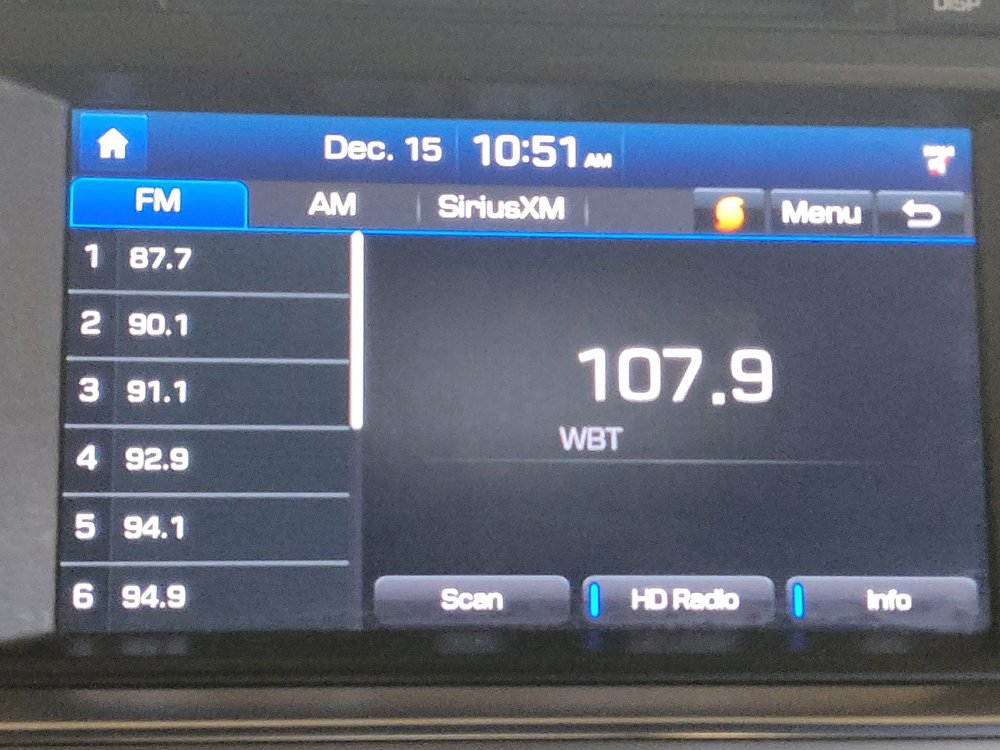 DISP
Dec. 15 10:51 AM
FM AM SiriusXM Menu
1 87.7
2 90.1
3 91.1
4 92.9
5 94.1
6 94.9
107.9
WBT
Scan HD Radio Info